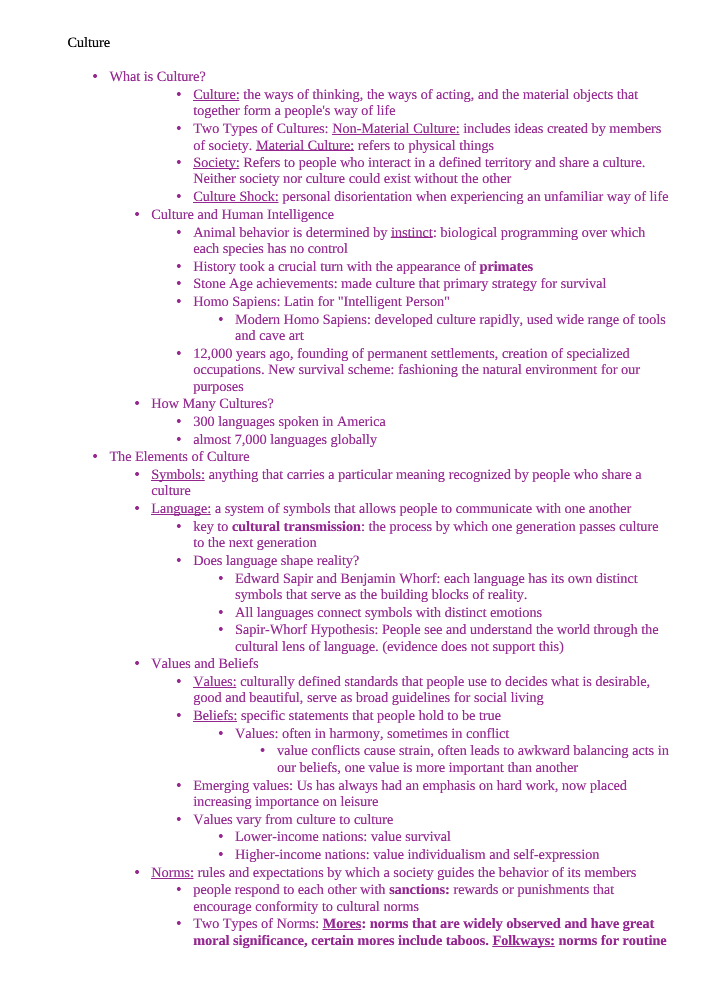 Culture
• What is Culture?
• Culture: the ways of thinking, the ways of acting, and the material objects that
together form a people's way of life
• Two Types of Cultures: Non-Material Culture: includes ideas created by members
of society. Material Culture: refers to physical things
• Society: Refers to people who interact in a defined territory and share a culture.
Neither society nor culture could exist without the other
• Culture Shock: personal disorientation when experiencing an unfamiliar way of life
• Culture and Human Intelligence
• Animal behavior is determined by instinct: biological programming over which
each species has no control
• History took a crucial turn with the appearance of primates
• Stone Age achievements: made culture that primary strategy for survival
• Homo Sapiens: Latin for "Intelligent Person"
• Modern Homo Sapiens: developed culture rapidly, used wide range of tools
and cave art
• 12,000 years ago, founding of permanent settlements, creation of specialized
occupations. New survival scheme: fashioning the natural environment for our
purposes
• How Many Cultures?
• 300 languages spoken in America
• almost 7,000 languages globally
• The Elements of Culture
• Symbols: anything that carries a particular meaning recognized by people who share a
culture
• Language: a system of symbols that allows people to communicate with one another
• key to cultural transmission: the process by which one generation passes culture
to the next generation
• Does language shape reality?
• Edward Sapir and Benjamin Whorf: each language has its own distinct
symbols that serve as the building blocks of reality.
• All languages connect symbols with distinct emotions
• Sapir-Whorf Hypothesis: People see and understand the world through the
cultural lens of language. (evidence does not support this)
• Values and Beliefs
• Values: culturally defined standards that people use to decides what is desirable,
good and beautiful, serve as broad guidelines for social living
• Beliefs: specific statements that people hold to be true
• Values: often in harmony, sometimes in conflict
• value conflicts cause strain, often leads to awkward balancing acts in
our beliefs, one value is more important than another
• Emerging values: Us has always had an emphasis on hard work, now placed
increasing importance on leisure
• Values vary from culture to culture
• Lower-income nations: value survival
• Higher-income nations: value individualism and self-expression
• Norms: rules and expectations by which a society guides the behavior of its members
• people respond to each other with sanctions: rewards or punishments that
encourage conformity to cultural norms
• Two Types of Norms: Mores: norms that are widely observed and have great
moral significance, certain mores include taboos. Folkways: norms for routine